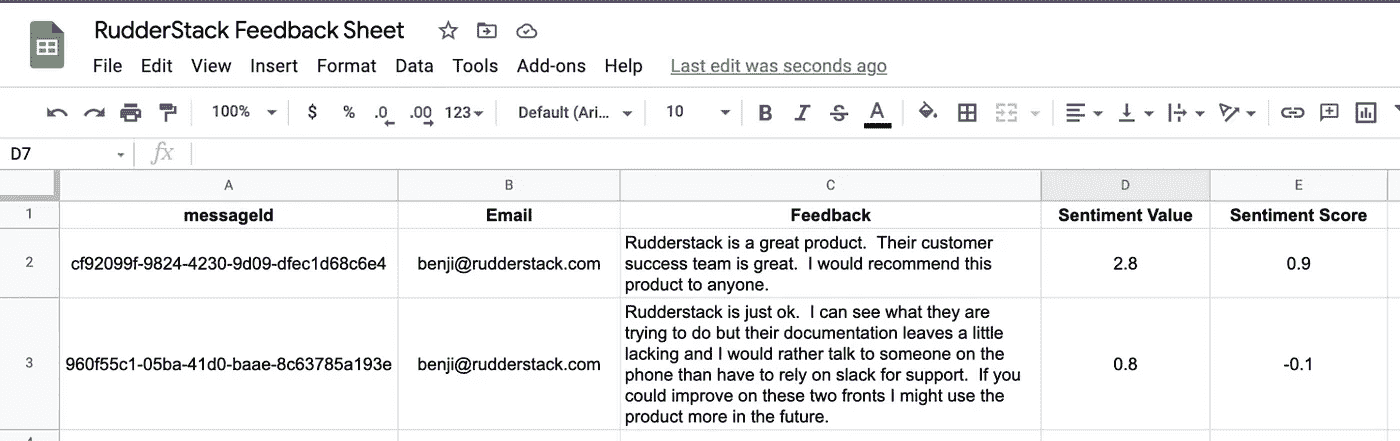 RudderStack Feedback Sheet
File Edit View Insert Format Data Tools Add-ons Help Last edit was seconds ago
100% $ % .0 .00 123 Default (Ari... 10 B I S A
D7 fx
A B C D E
1 messageId Email Feedback Sentiment Value Sentiment Score
Rudderstack is a great product. Their customer
2 cf92099f-9824-4230-9d09-dfec1d68c6e4 benji@rudderstack.com success team is great. I would recommend this 2.8 0.9
product to anyone.
Rudderstack is just ok. I can see what they are
trying to do but their documentation leaves a little
lacking and I would rather talk to someone on the
3 960f55c1-05ba-41d0-baae-8c63785a193e benji@rudderstack.com phone than have to rely on slack for support. If you 0.8 -0.1
could improve on these two fronts I might use the
product more in the future.